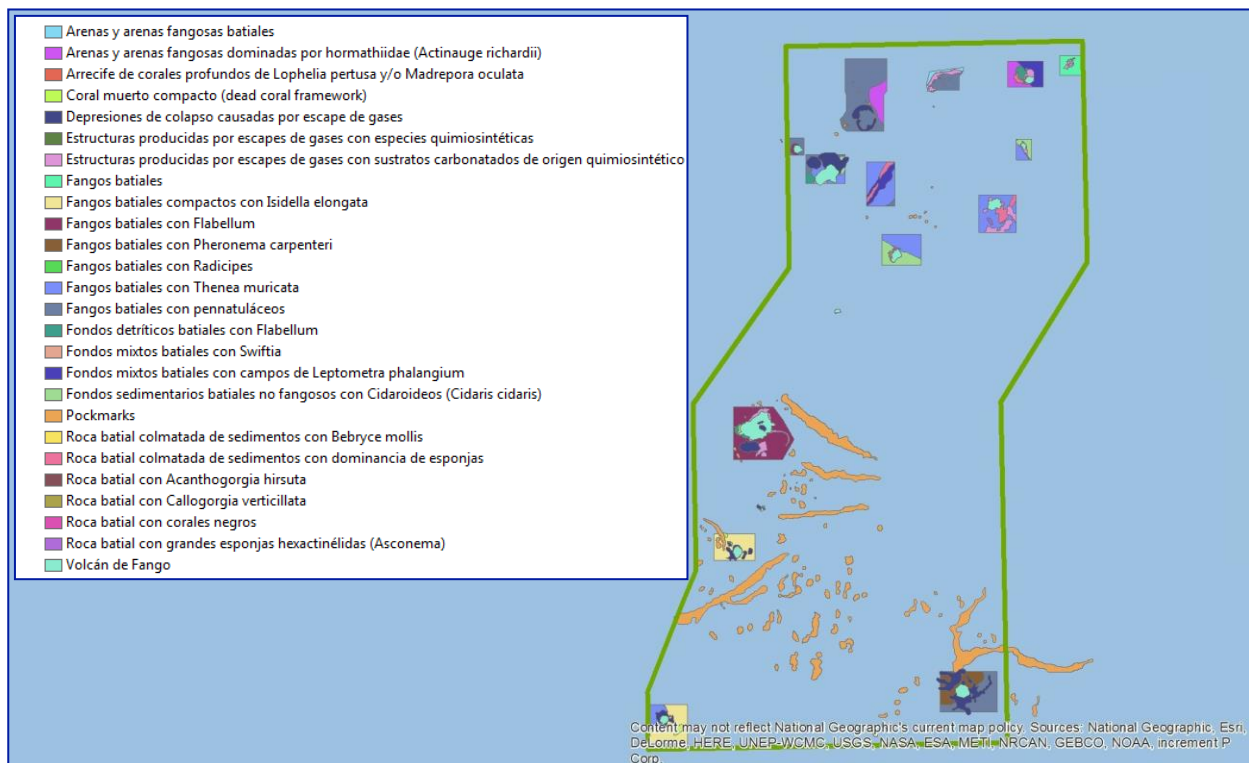 Arenas y arenas fangosas batiales
Arenas y arenas fangosas dominadas por hormathiidae (Actinauge richardii)
Arrecife de corales profundos de Lophelia pertusa y/o Madrepora oculata
Coral muerto compacto (dead coral framework)
Depresiones de colapso causadas por escape de gases
Estructuras producidas por escapes de gases con especies quimiosintéticas
Estructuras producidas por escapes de gases con sustratos carbonatados de origen quimiosintético
Fangos batiales
Fangos batiales compactos con Isidella elongata
Fangos batiales con Flabellum
Fangos batiales con Pheronema carpenteri
Fangos batiales con Radicipes
Fangos batiales con Thenea muricata
Fangos batiales con pennatuláceos
Fondos detríticos batiales con Flabellum
Fondos mixtos batiales con Swiftia
Fondos mixtos batiales con campos de Leptometra phalangium
Fondos sedimentarios batiales no fangosos con Cidaroideos (Cidaris cidaris)
Pockmarks
Roca batial colmatada de sedimentos con Bebryce mollis
Roca batial colmatada de sedimentos con dominancia de esponjas
Roca batial con Acanthogorgia hirsuta
Roca batial con Callogorgia verticillata
Roca batial con corales negros
Roca batial con grandes esponjas hexactinélidas (Asconema)
Volcán de Fango
Content may not reflect National Geographic's current map policy. Sources: National Geographic, Esri,
DeLorme, HERE, UNEP-WCMC, USGS, NASA, ESA, METI, NRCAN, GEBCO, NOAA, increment P
Corp.